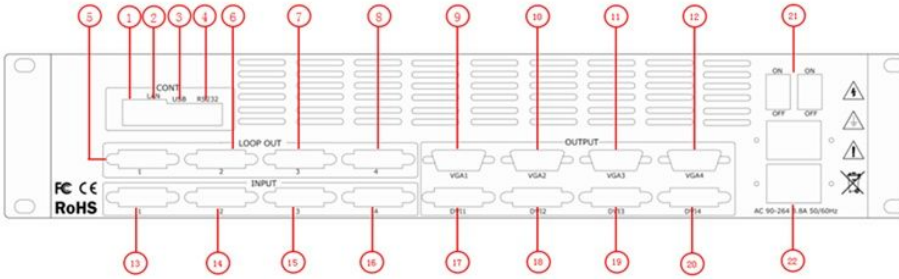 5 1 2 3 4 6 7 8 9 10 11 12 21
CONT
LAN USB RS232
ON ON
OFF OFF
LOOP OUT
OUTPUT
1 2 3 4
VGA1 VGA2 VGA3 VGA4
INPUT
FC CE
RoHS
1 2 3 4
DVI1 DVI2 DVI3 DVI4
AC 90-264 3.8A 50/60Hz
13 14 15 16 17 18 19 20 22